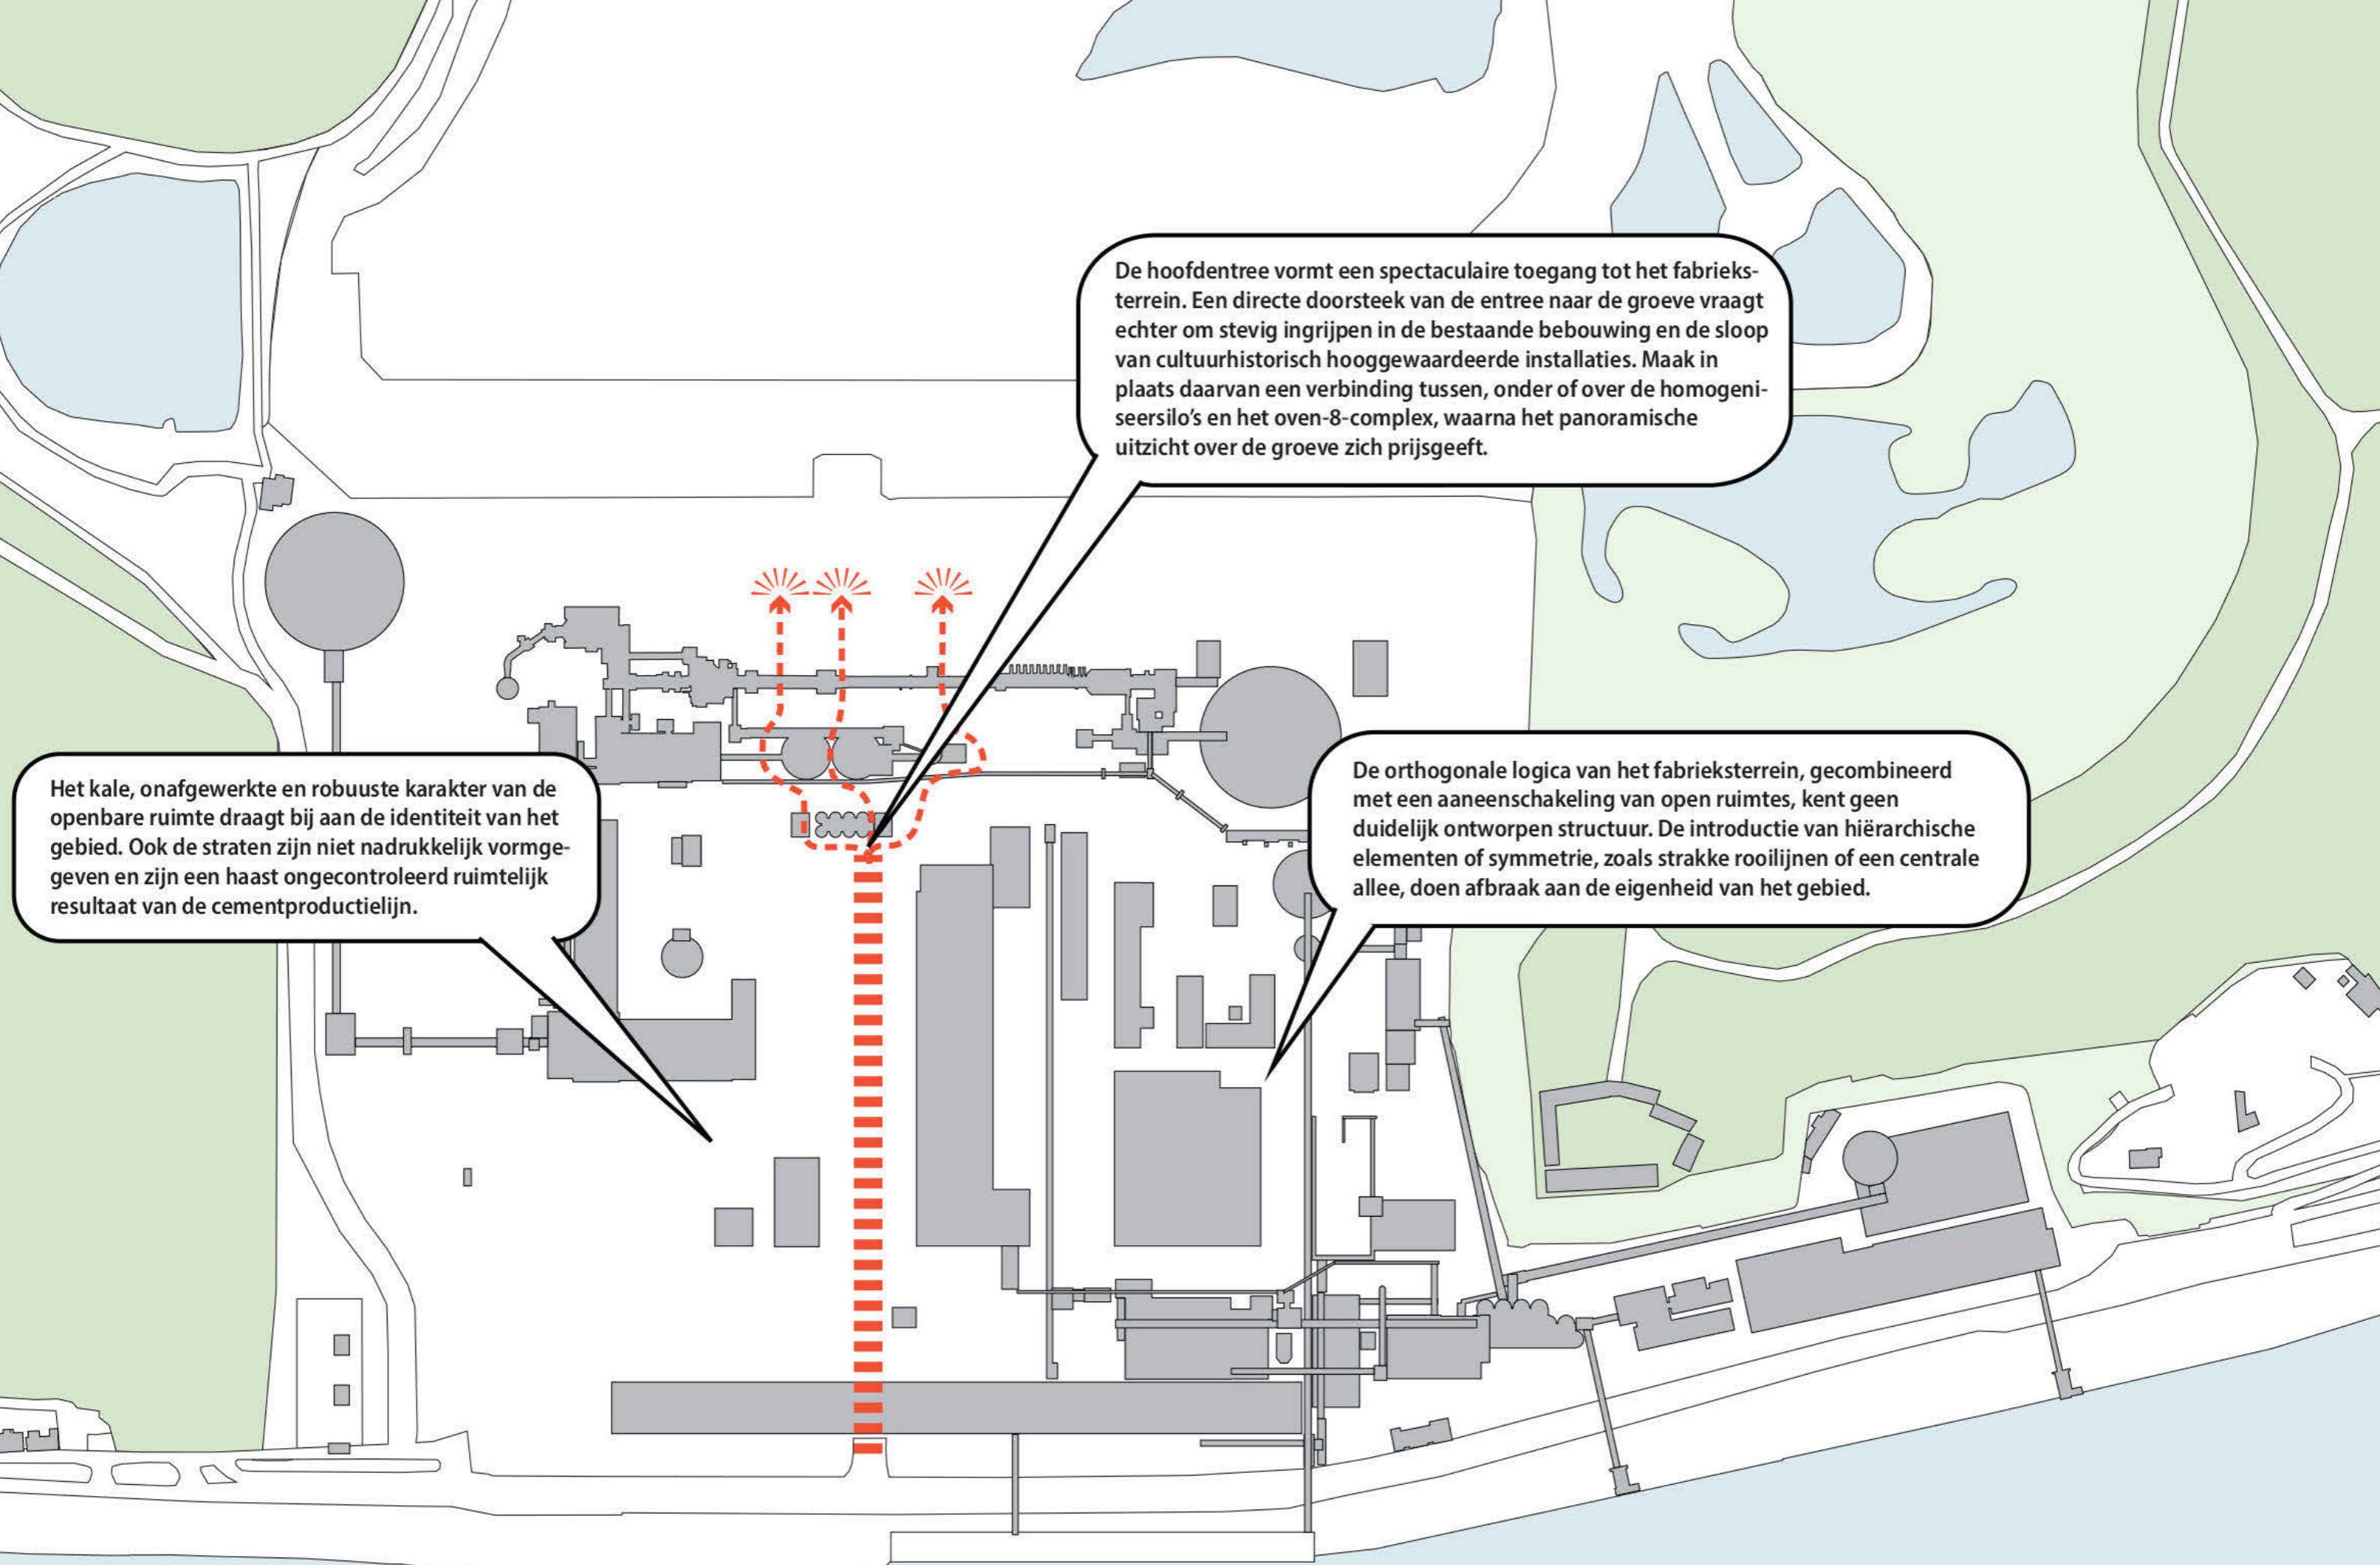 De hoofdentree vormt een spectaculaire toegang tot het fabrieks-
terrein. Een directe doorsteek van de entree naar de groeve vraagt
echter om stevig ingrijpen in de bestaande bebouwing en de sloop
van cultuurhistorisch hooggewaardeerde installaties. Maak in
plaats daarvan een verbinding tussen, onder of over de homogeni-
seersilo’s en het oven-8-complex, waarna het panoramische
uitzicht over de groeve zich prijsgeeft.
Het kale, onafgewerkte en robuuste karakter van de
openbare ruimte draagt bij aan de identiteit van het
gebied. Ook de straten zijn niet nadrukkelijk vormge-
geven en zijn een haast ongecontroleerd ruimtelijk
resultaat van de cementproductielijn.
De orthogonale logica van het fabrieksterrein, gecombineerd
met een aaneenschakeling van open ruimtes, kent geen
duidelijk ontworpen structuur. De introductie van hiërarchische
elementen of symmetrie, zoals strakke rooilijnen of een centrale
allee, doen afbraak aan de eigenheid van het gebied.